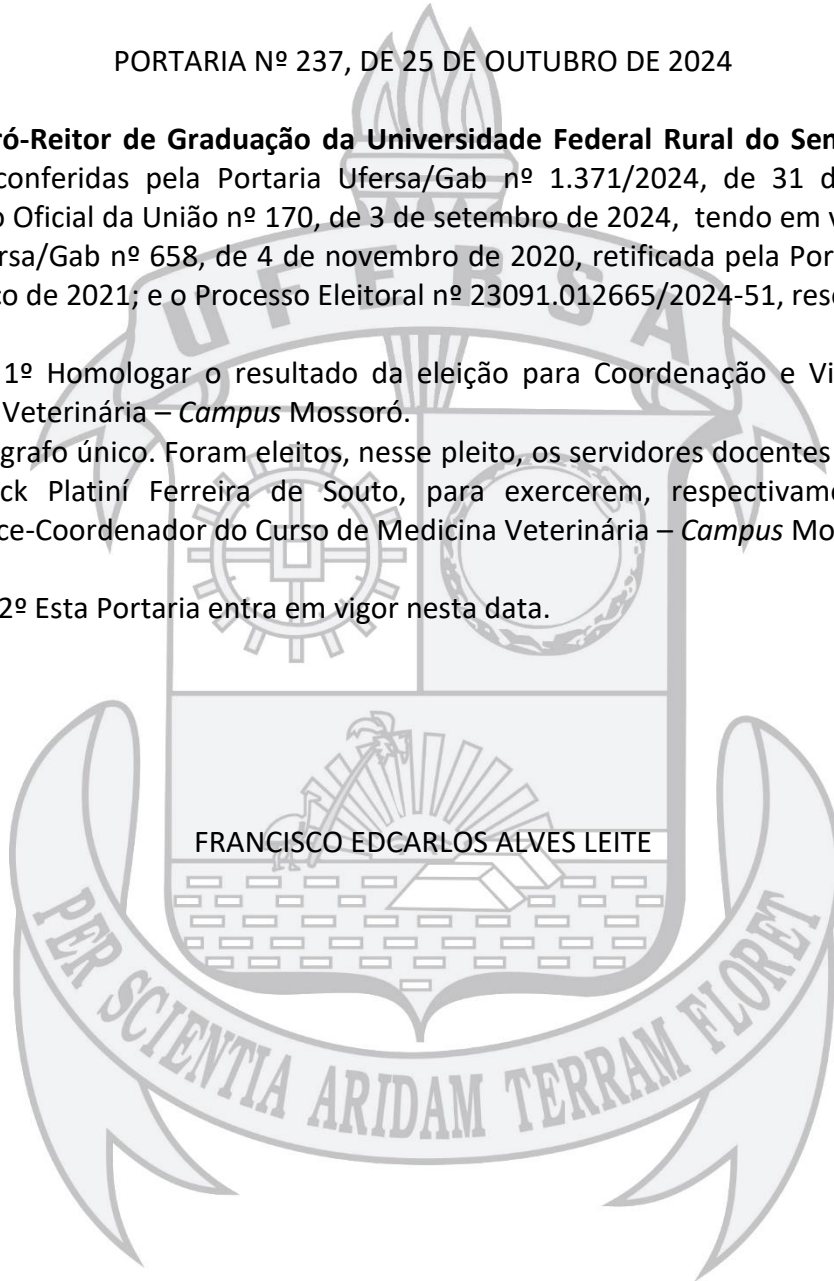 PORTARIA Nº 237, DE 25 DE OUTUBRO DE 2024
ró-Reitor de Graduação da Universidade Federal Rural do Sem
conferidas pela Portaria Ufersa/Gab nº 1.371/2024, de 31 d
o Oficial da União nº 170, de 3 de setembro de 2024, tendo em v
rsa/Gab nº 658, de 4 de novembro de 2020, retificada pela Port
ço de 2021; e o Processo Eleitoral nº 23091.012665/2024-51, reso
UFERSA
1º Homologar o resultado da eleição para Coordenação e Vi
Veterinária – Campus Mossoró.
grafo único. Foram eleitos, nesse pleito, os servidores docentes
ck Platiní Ferreira de Souto, para exercerem, respectivam
ce-Coordenador do Curso de Medicina Veterinária – Campus Mo
2º Esta Portaria entra em vigor nesta data.
FRANCISCO EDCARLOS ALVES LEITE
PER SCIENTIA ARIDAM TERRAM FLORET